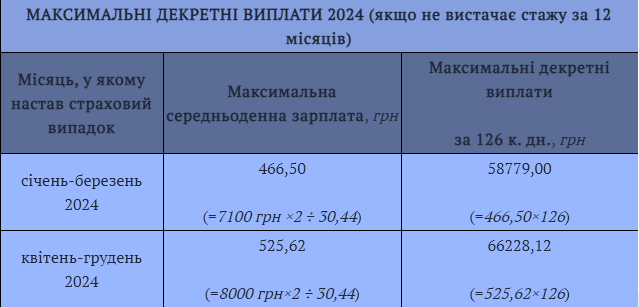 МАКСИМАЛЬНІ ДЕКРЕТНІ ВИПЛАТИ 2024 (якщо не вистачає стажу за 12
місяців)
Місяць, у якому
настав страховий
випадок
Максимальна
середньоденна зарплата, грн
Максимальні декретні
виплати
за 126 к. дн., грн
січень-березень
2024
466,50
(=7100 грн ×2 ÷ 30,44)
58779,00
(=466,50×126)
квітень-грудень
2024
525,62
(=8000 грн×2 ÷ 30,44)
66228,12
(=525,62×126)